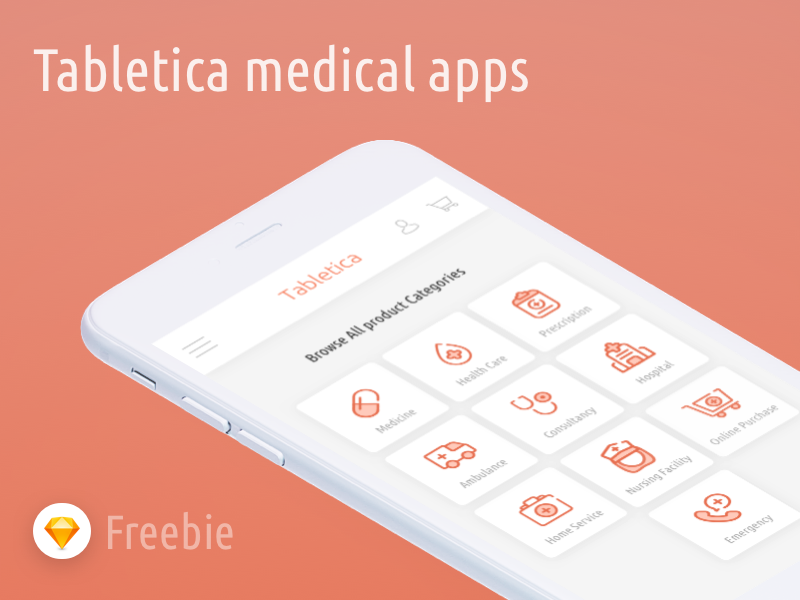 Tabletica medical apps
Tabletica
Browse All product Categories
Medicine
Health Care
Prescription
Ambulance
Consultancy
Hospital
Home Service
Nursing Facility
Online Purchase
Emergency
Freebie